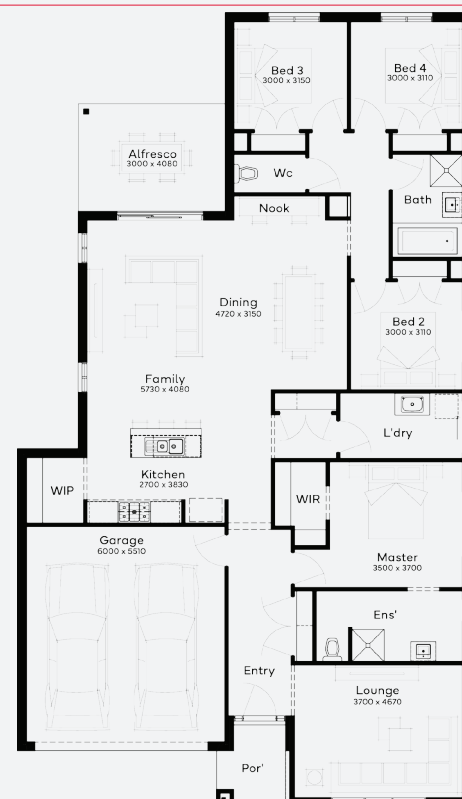 Bed 3
3000 x 3150
Bed 4
3000 x 3110
Alfresco
3000 x 4080
Wc
Bath
Nook
Dining
4720 x 3150
Bed 2
3000 x 3110
Family
5730 x 4080
L'dry
Kitchen
2700 x 3830
WIP
WIR
Garage
6000 x 5510
Master
3500 x 3700
Ens'
Entry
Lounge
3700 x 4670
Por'